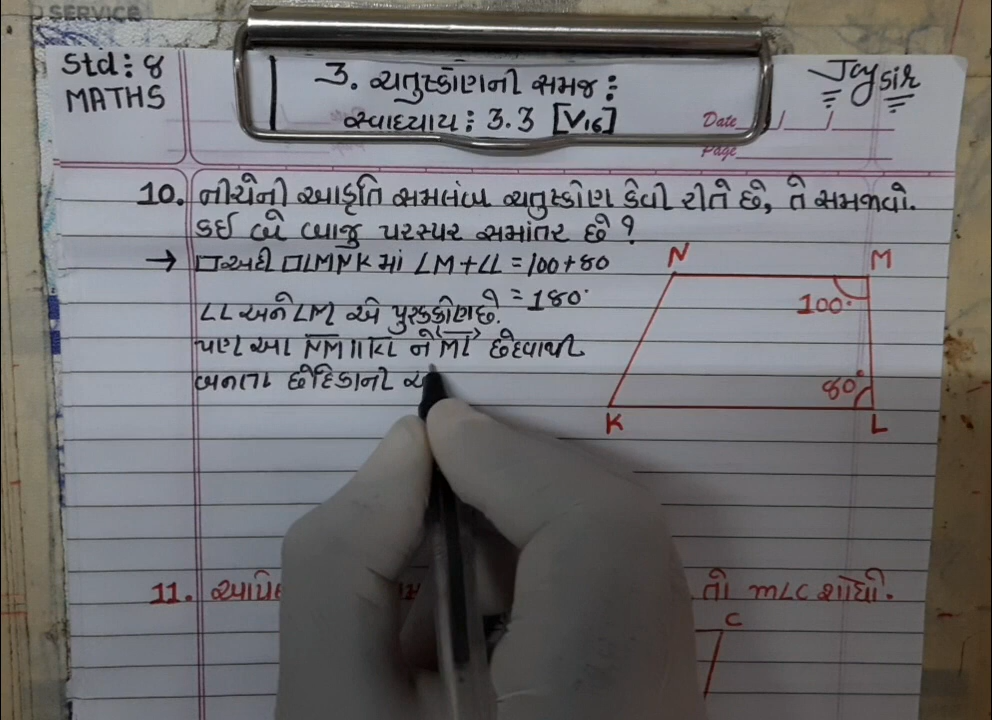 SERVICE
Std: 8
MATHS
3. ચતુષ્કોણની સમજ :
સ્વાધ્યાય : 3.3 [V16]
Jay sir
Date / /
Page
10. નીચેની આકૃતિ સમલંબ ચતુષ્કોણ કેવી રીતે છે, તે સમજાવો.
કઈ બે બાજુ પરસ્પર સમાંતર છે ?
→ □અહીં □LMNK માં ∠M+∠L = 100+80
= 180°
∠L અને ∠M એ પુરકકોણ છે.
પણ આ NM || KL ને ML છેદવાથી
બનતા છેદિકાની
N
M
100°
80°
K
L
11.
તો m∠C શોધો.
C